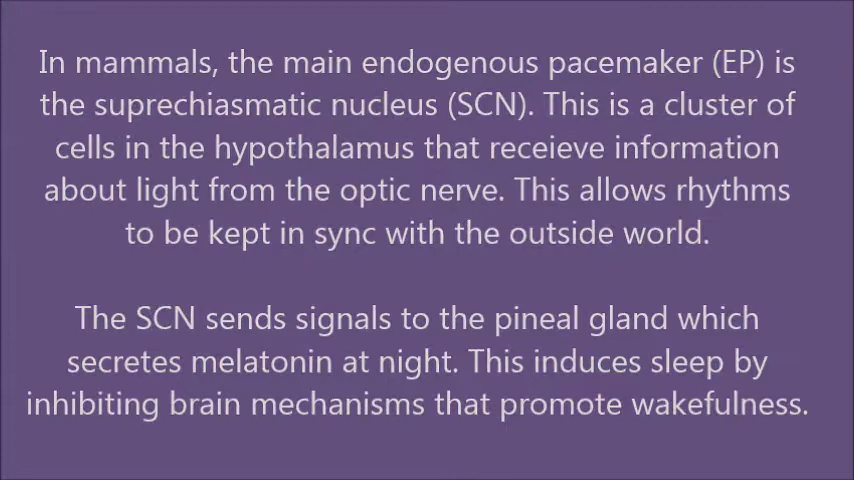 In mammals, the main endogenous pacemaker (EP) is
the suprechiasmatic nucleus (SCN). This is a cluster of
cells in the hypothalamus that receieve information
about light from the optic nerve. This allows rhythms
to be kept in sync with the outside world.
The SCN sends signals to the pineal gland which
secretes melatonin at night. This induces sleep by
inhibiting brain mechanisms that promote wakefulness.